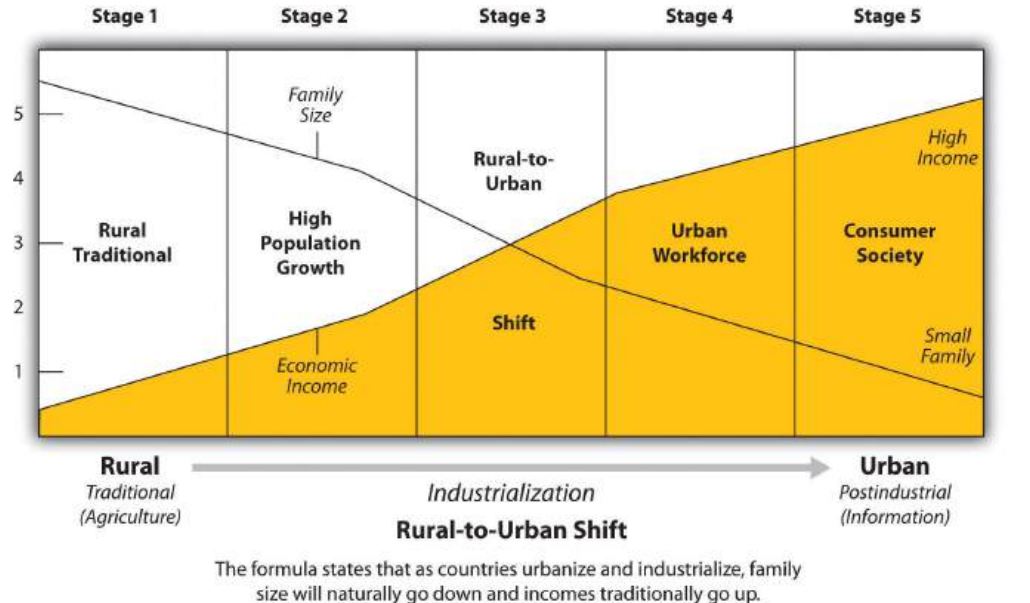 Stage 1
Stage 2
Stage 3
Stage 4
Stage 5
5
4
3
2
1
Family
Size
Rural
Traditional
High
Population
Growth
Economic
Income
Rural-to-
Urban
Shift
Urban
Workforce
Consumer
Society
High
Income
Small
Family
Rural
Traditional
(Agriculture)
Industrialization
Urban
Postindustrial
(Information)
Rural-to-Urban Shift
The formula states that as countries urbanize and industrialize, family
size will naturally go down and incomes traditionally go up.